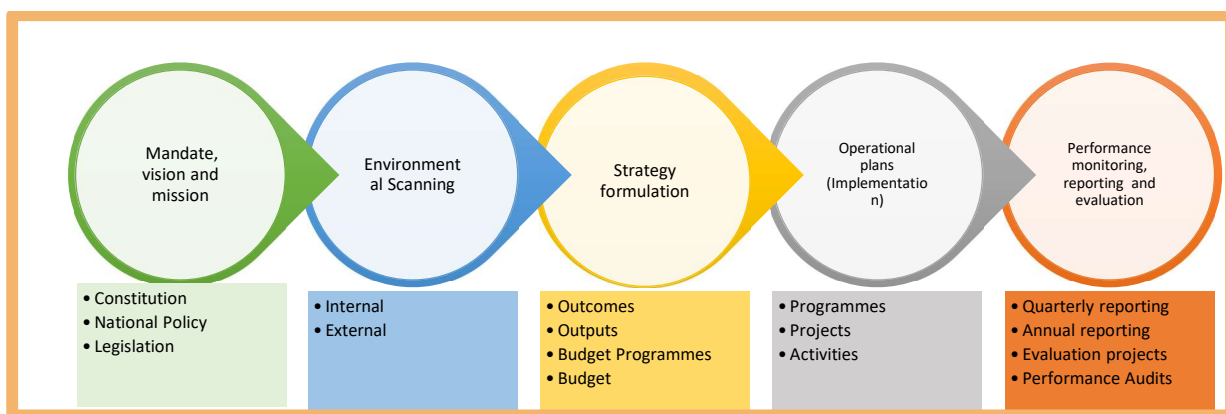 Mandate,
vision and
mission
Environment
al Scanning
Strategy
formulation
Operational
plans
(Implementatio
n)
Performance
monitoring,
reporting and
evaluation
• Constitution
• National Policy
• Legislation
• Internal
• External
• Outcomes
• Outputs
• Budget Programmes
• Budget
• Programmes
• Projects
• Activities
• Quarterly reporting
• Annual reporting
• Evaluation projects
• Performance Audits